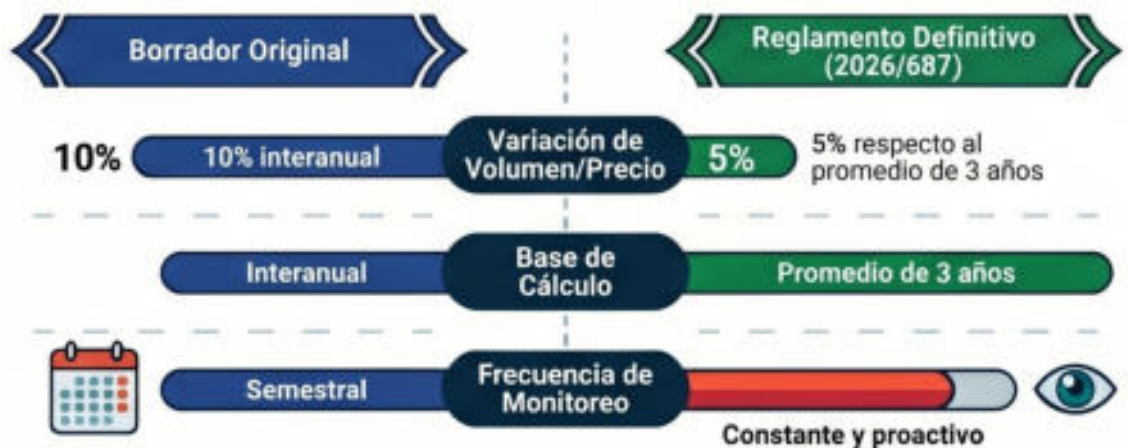 Borrador Original
Reglamento Definitivo
(2026/687)
10%
10% interanual
Variación de
Volumen/Precio
5%
5% respecto al
promedio de 3 años
Interanual
Base de
Cálculo
Promedio de 3 años
Semestral
Frecuencia de
Monitoreo
Constante y proactivo